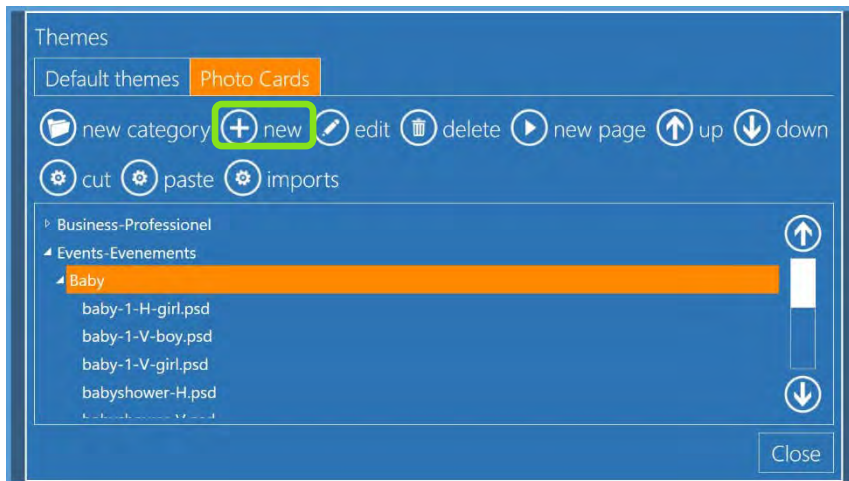 Themes
Default themes Photo Cards
new category new edit delete new page up down
cut paste imports
Business-Professionel
Events-Evenements
Baby
baby-1-H-girl.psd
baby-1-V-boy.psd
baby-1-V-girl.psd
babyshower-H.psd
Close